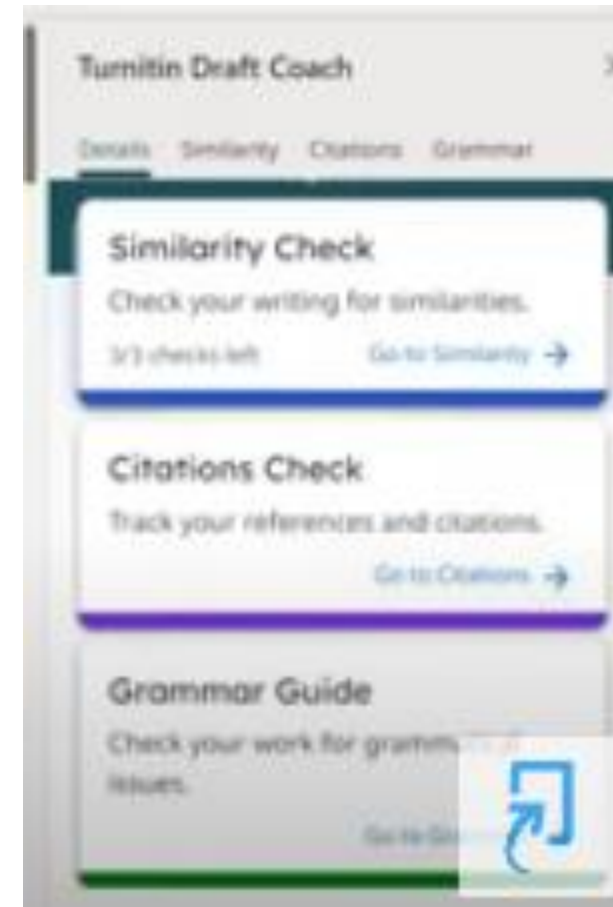 Turnitin Draft Coach
Details Similarity Citations Grammar
Similarity Check
Check your writing for similarities.
3/3 checks left Go to Similarity →
Citations Check
Track your references and citations.
Go to Citations →
Grammar Guide
Check your work for
issues.
Go to